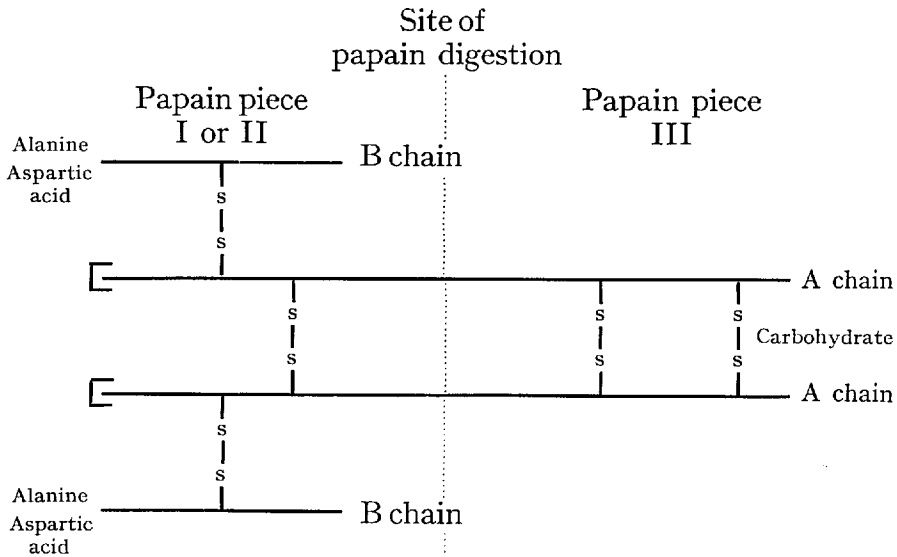 Site of
papain digestion
Papain piece
I or II
Papain piece
III
Alanine
Aspartic
acid
B chain
s
s
A chain
s
s
s
s
s
s
Carbohydrate
A chain
s
s
Alanine
Aspartic
acid
B chain